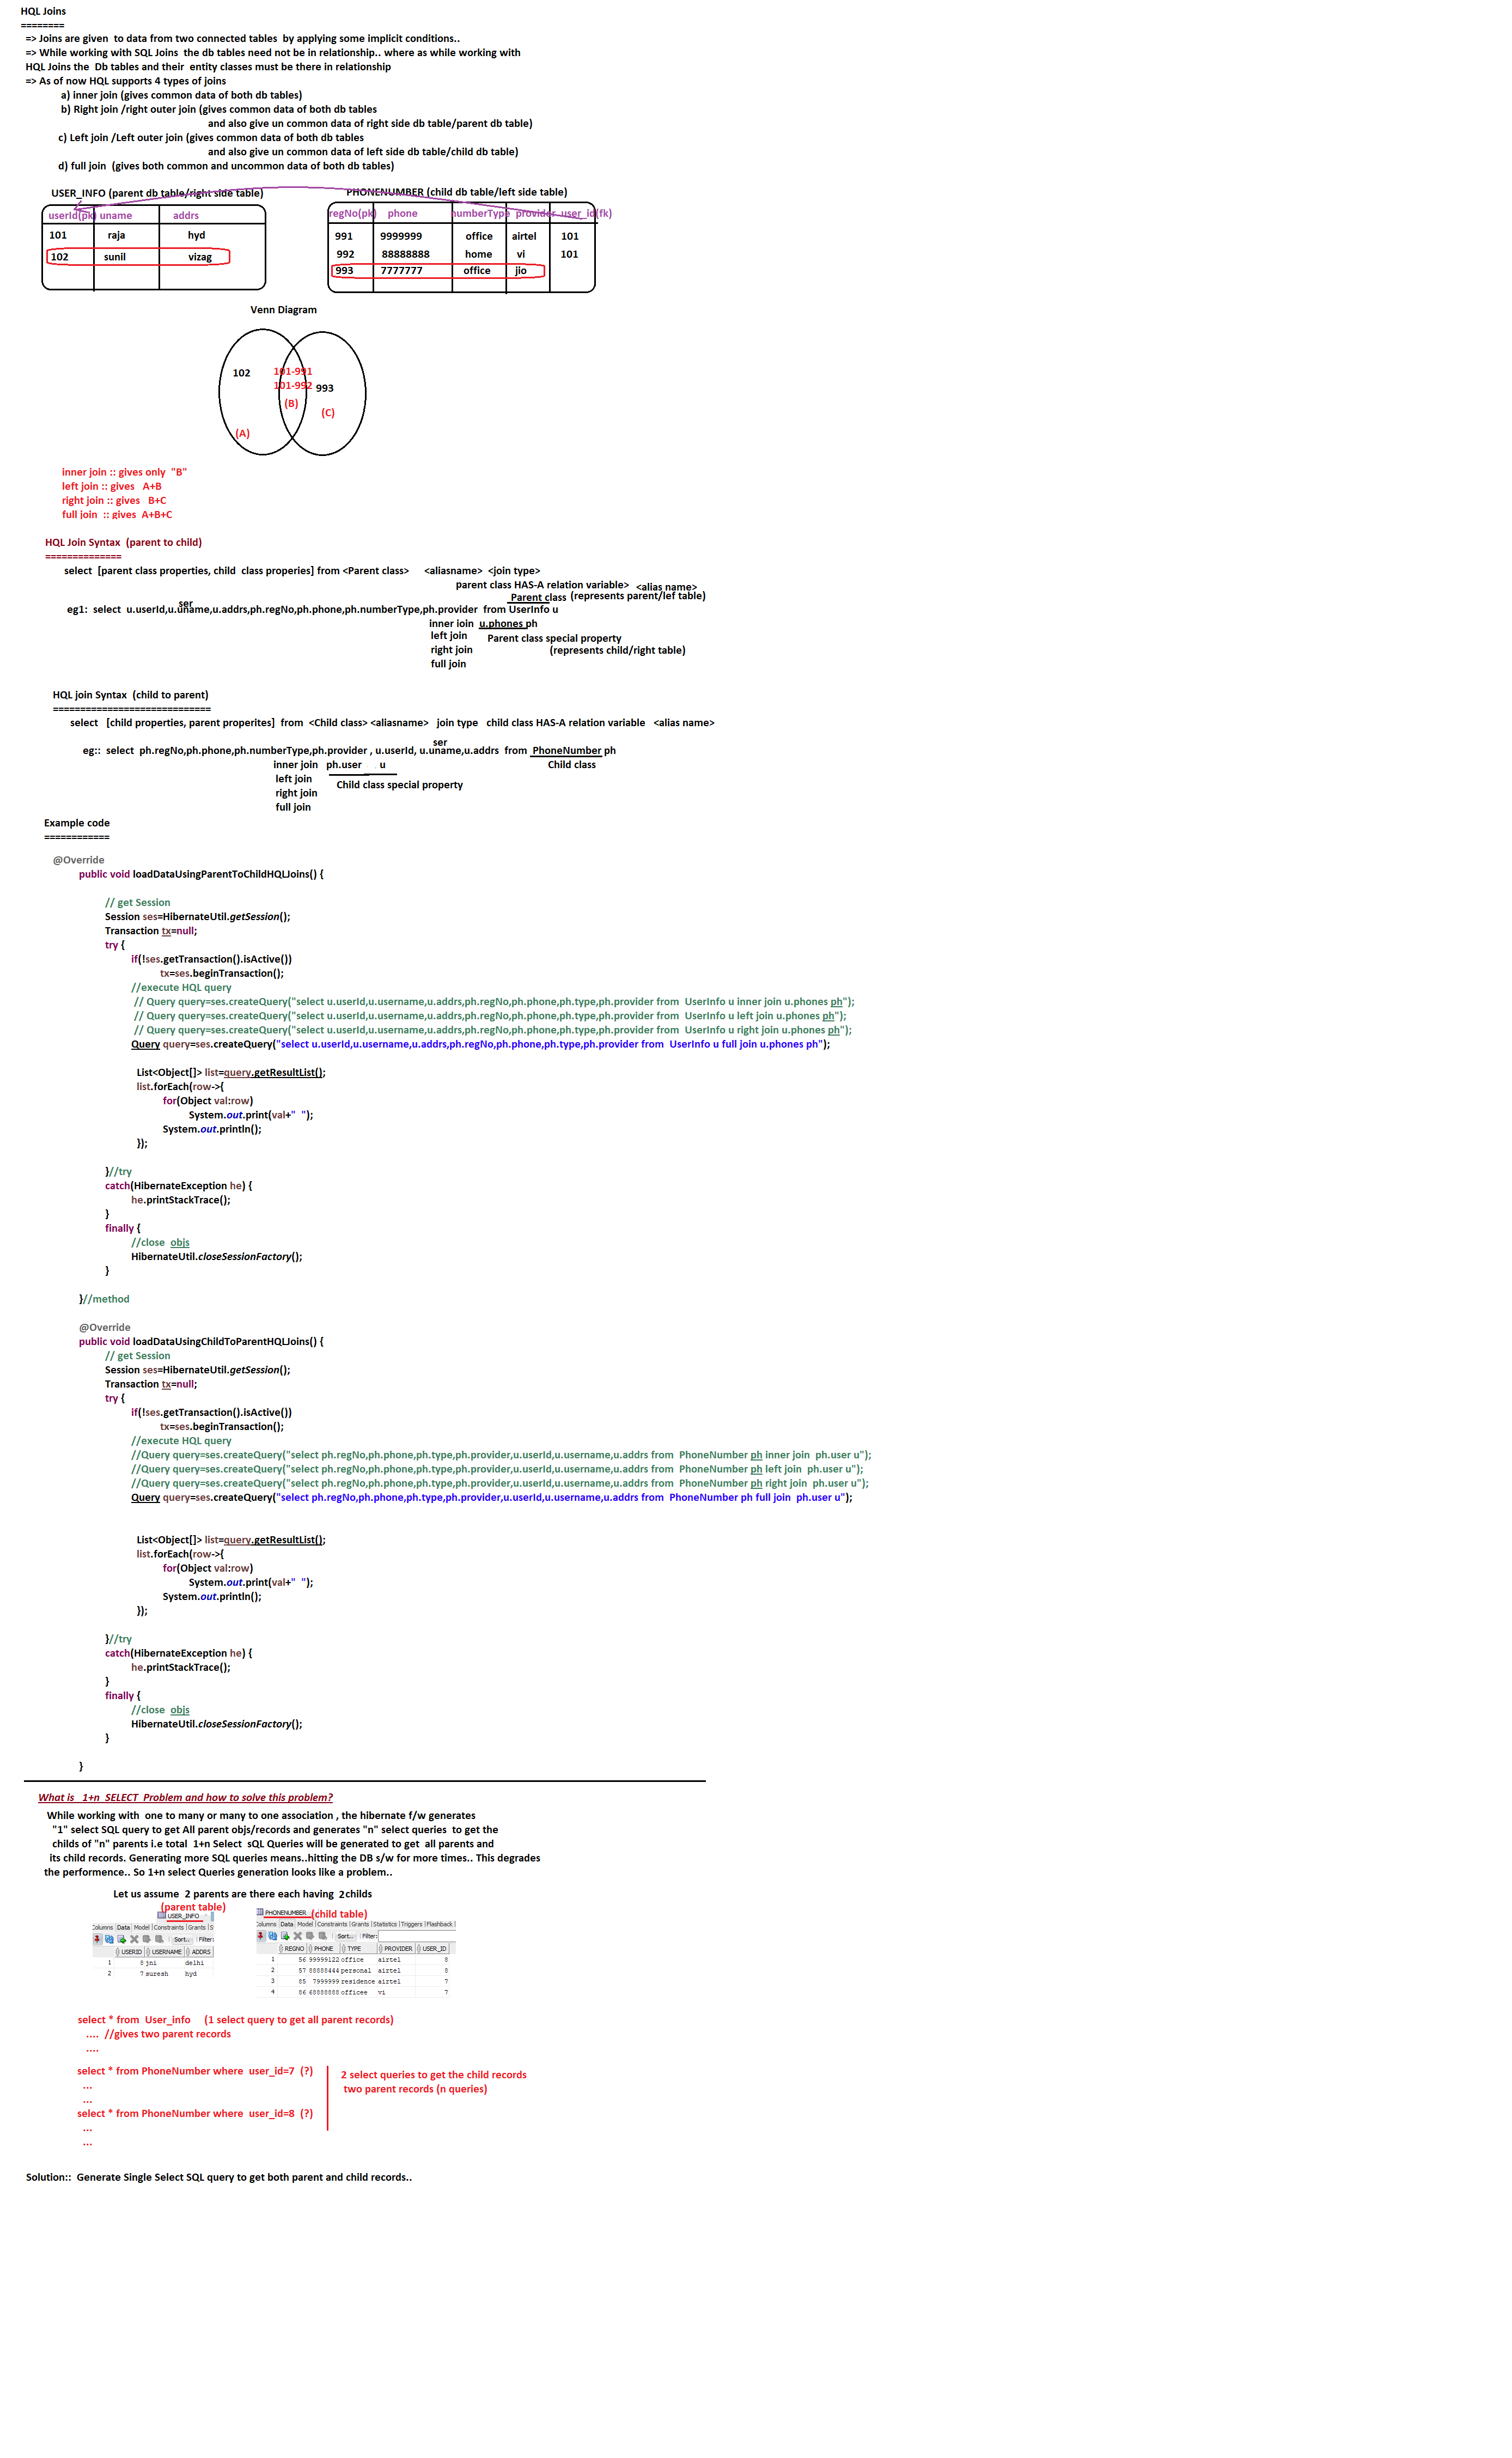 HQL Joins
========
=> Joins are given  to data from two connected tables  by applying some implicit conditions..
=> While working with SQL Joins  the db tables need not be in relationship.. where as while working with
HQL Joins the  Db tables and their  entity classes must be there in relationship
=> As of now HQL supports 4 types of joins
a) inner join (gives common data of both db tables)
b) Right join /right outer join (gives common data of both db tables
and also give un common data of right side db table/parent db table)
c) Left join /Left outer join (gives common data of both db tables
and also give un common data of left side db table/child db table)
d) full join  (gives both common and uncommon data of both db tables)
USER_INFO (parent db table/right side table)    PHONENUMBER (child db table/left side table)
userId(pk) uname addrs    regNo(pk) phone numberType provider user_id(fk)
101 raja hyd    991 9999999 office airtel 101
102 sunil vizag    992 88888888 home vi 101
993 7777777 office jio
Venn Diagram
102 101-991
101-992 993
(B) (C)
(A)
inner join :: gives only  "B"
left join :: gives   A+B
right join :: gives   B+C
full join  :: gives  A+B+C
HQL Join Syntax  (parent to child)
==============
select  [parent class properties, child  class properies] from <Parent class>     <aliasname>  <join type>
parent class HAS-A relation variable>  <alias name>
Parent class (represents parent/lef table)
ser
eg1:  select  u.userId,u.uname,u.addrs,ph.regNo,ph.phone,ph.numberType,ph.provider  from UserInfo u
inner join  u.phones ph
left join    Parent class special property
right join    (represents child/right table)
full join
HQL join Syntax  (child to parent)
=============================
select   [child properties, parent properites]  from  <Child class> <aliasname>   join type   child class HAS-A relation variable   <alias name>
ser
eg::  select  ph.regNo,ph.phone,ph.numberType,ph.provider , u.userId, u.uname,u.addrs  from  PhoneNumber ph
inner join   ph.user    u    Child class
left join    Child class special property
right join
full join
Example code
============
@Override
public void loadDataUsingParentToChildHQLJoins() {
// get Session
Session ses=HibernateUtil.getSession();
Transaction tx=null;
try {
if(!ses.getTransaction().isActive())
tx=ses.beginTransaction();
//execute HQL query
// Query query=ses.createQuery("select u.userId,u.username,u.addrs,ph.regNo,ph.phone,ph.type,ph.provider from  UserInfo u inner join u.phones ph");
// Query query=ses.createQuery("select u.userId,u.username,u.addrs,ph.regNo,ph.phone,ph.type,ph.provider from  UserInfo u left join u.phones ph");
// Query query=ses.createQuery("select u.userId,u.username,u.addrs,ph.regNo,ph.phone,ph.type,ph.provider from  UserInfo u right join u.phones ph");
Query query=ses.createQuery("select u.userId,u.username,u.addrs,ph.regNo,ph.phone,ph.type,ph.provider from  UserInfo u full join u.phones ph");
List<Object[]> list=query.getResultList();
list.forEach(row->{
for(Object val:row)
System.out.print(val+"  ");
System.out.println();
});
}//try
catch(HibernateException he) {
he.printStackTrace();
}
finally {
//close  objs
HibernateUtil.closeSessionFactory();
}
}//method
@Override
public void loadDataUsingChildToParentHQLJoins() {
// get Session
Session ses=HibernateUtil.getSession();
Transaction tx=null;
try {
if(!ses.getTransaction().isActive())
tx=ses.beginTransaction();
//execute HQL query
//Query query=ses.createQuery("select ph.regNo,ph.phone,ph.type,ph.provider,u.userId,u.username,u.addrs from  PhoneNumber ph inner join  ph.user u");
//Query query=ses.createQuery("select ph.regNo,ph.phone,ph.type,ph.provider,u.userId,u.username,u.addrs from  PhoneNumber ph left join  ph.user u");
//Query query=ses.createQuery("select ph.regNo,ph.phone,ph.type,ph.provider,u.userId,u.username,u.addrs from  PhoneNumber ph right join  ph.user u");
Query query=ses.createQuery("select ph.regNo,ph.phone,ph.type,ph.provider,u.userId,u.username,u.addrs from  PhoneNumber ph full join  ph.user u");
List<Object[]> list=query.getResultList();
list.forEach(row->{
for(Object val:row)
System.out.print(val+"  ");
System.out.println();
});
}//try
catch(HibernateException he) {
he.printStackTrace();
}
finally {
//close  objs
HibernateUtil.closeSessionFactory();
}
}
What is   1+n  SELECT  Problem and how to solve this problem?
While working with  one to many or many to one association , the hibernate f/w generates
"1" select SQL query to get All parent objs/records and generates "n" select queries  to get the
childs of "n" parents i.e total  1+n Select  sQL Queries will be generated to get  all parents and
its child records. Generating more SQL queries means..hitting the DB s/w for more times.. This degrades
the performence.. So 1+n select Queries generation looks like a problem..
Let us assume  2 parents are there each having  2 childs
(parent table)
USER_INFO    PHONENUMBER (child table)
Columns Data Model Constraints Grants    Columns Data Model Constraints Grants Statistics Triggers Flashback
Sort.. Filter:    Sort.. Filter:
USERID USERNAME ADDRS    REGNO PHONE TYPE PROVIDER USER_ID
1 8 jni delhi    1 56 99999122 office airtel 8
2 7 suresh hyd    2 57 88888444 personal airtel 8
3 85 7999999 residence airtel 7
4 86 68888888 officee vi 7
select * from  User_info     (1 select query to get all parent records)
....  //gives two parent records
....
select * from PhoneNumber where  user_id=7  (?)    2 select queries to get the child records
...    two parent records (n queries)
...
select * from PhoneNumber where  user_id=8  (?)
...
...
Solution::  Generate Single Select SQL query to get both parent and child records..